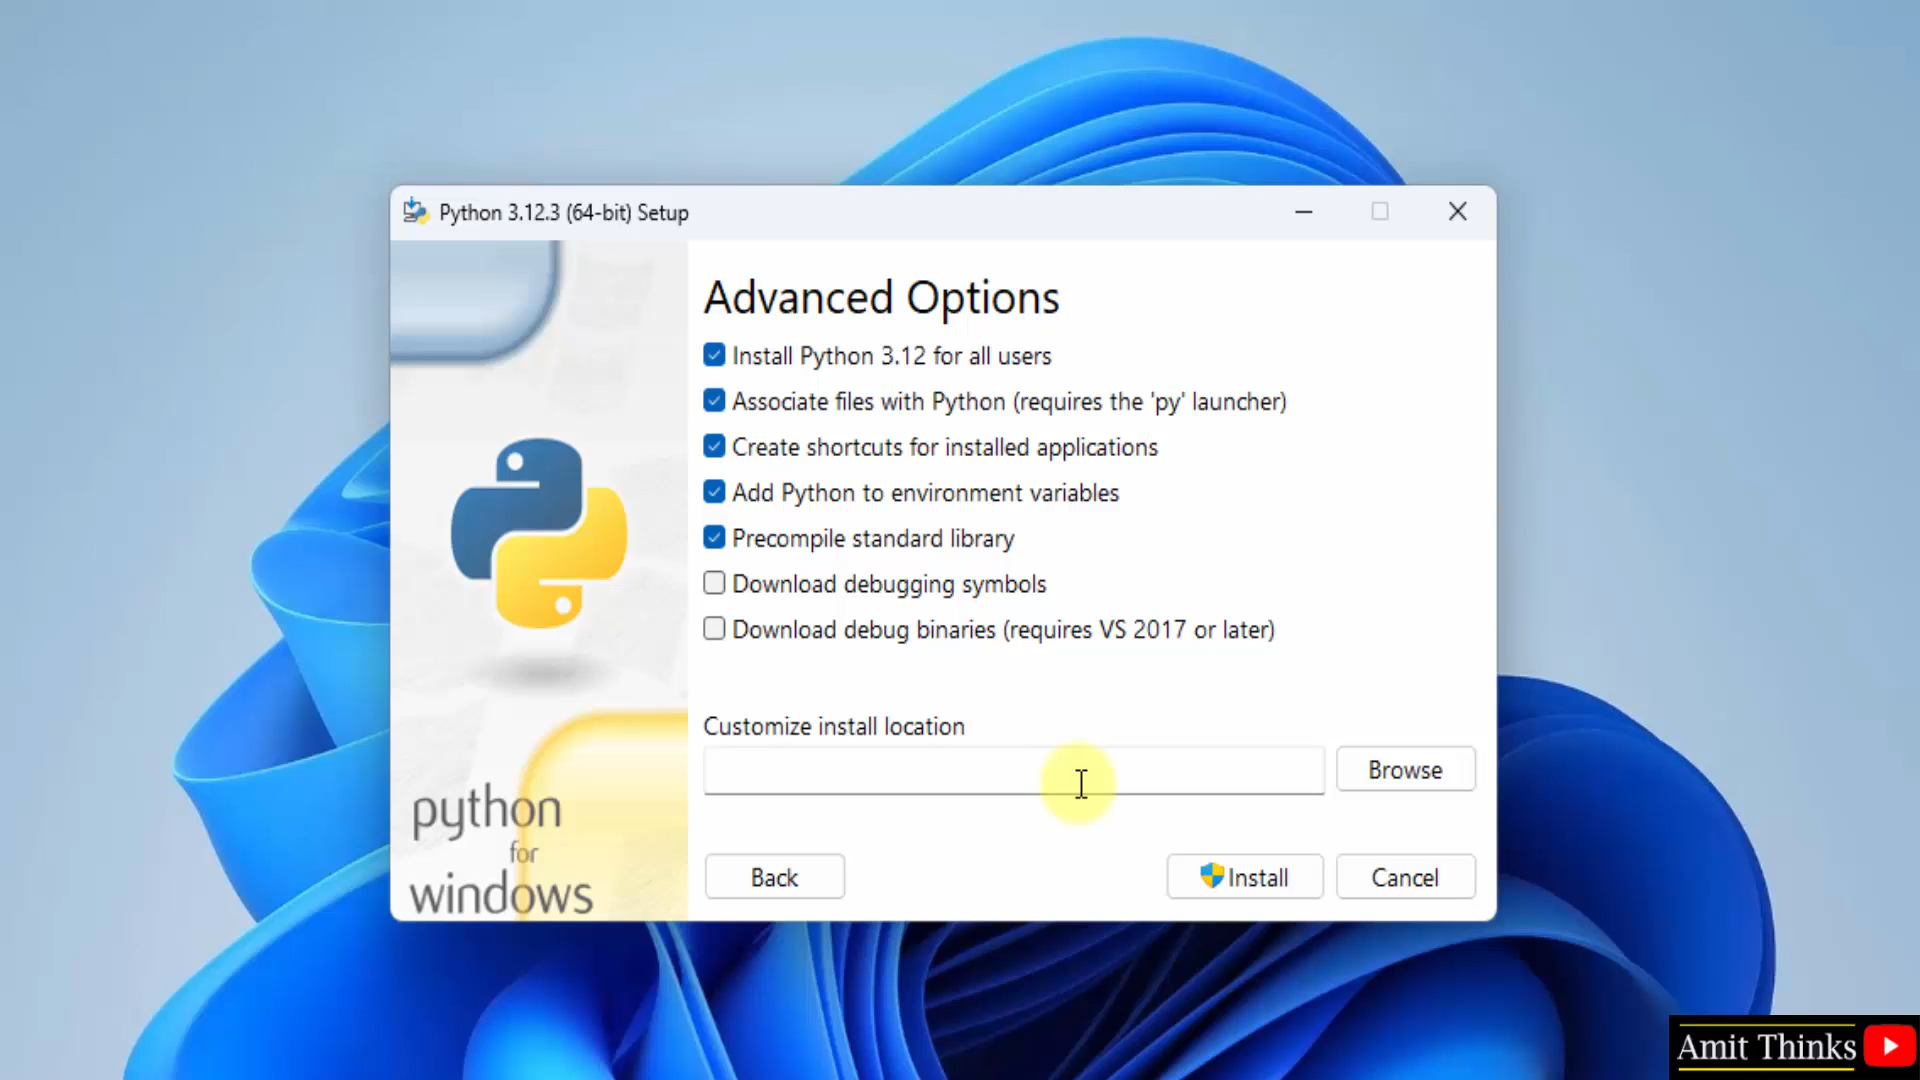 Python 3.12.3 (64-bit) Setup
Advanced Options
Install Python 3.12 for all users
Associate files with Python (requires the 'py' launcher)
Create shortcuts for installed applications
Add Python to environment variables
Precompile standard library
Download debugging symbols
Download debug binaries (requires VS 2017 or later)
Customize install location
Browse
python
for
windows
Back
Install
Cancel
Amit Thinks